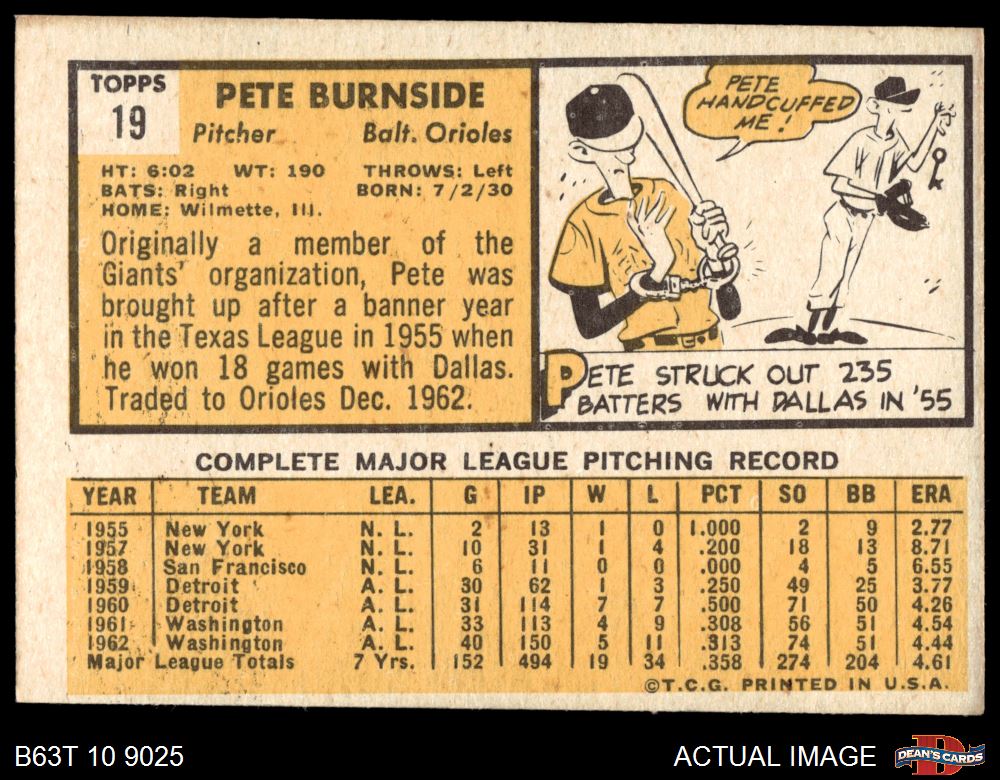 TOPPS
19
PETE BURNSIDE
Pitcher Balt. Orioles
HT: 6:02 WT: 190 THROWS: Left
BATS: Right BORN: 7/2/30
HOME: Wilmette, Ill.
Originally a member of the
Giants' organization, Pete was
brought up after a banner year
in the Texas League in 1955 when
he won 18 games with Dallas.
Traded to Orioles Dec. 1962.
PETE
HANDCUFFED
ME!
PETE STRUCK OUT 235
BATTERS WITH DALLAS IN '55
COMPLETE MAJOR LEAGUE PITCHING RECORD
YEAR TEAM LEA. G IP W L PCT SO BB ERA
1955 New York N. L. 2 13 1 0 1.000 2 9 2.77
1957 New York N. L. 10 31 1 4 .200 18 13 8.71
1958 San Francisco N. L. 6 11 0 0 .000 4 5 6.55
1959 Detroit A. L. 30 62 1 3 .250 49 25 3.77
1960 Detroit A. L. 31 114 7 7 .500 71 50 4.26
1961 Washington A. L. 33 113 4 9 .308 56 51 4.54
1962 Washington A. L. 40 150 5 11 .313 74 51 4.44
Major League Totals 7 Yrs. 152 494 19 34 .358 274 204 4.61
©T.C.G. PRINTED IN U.S.A.
B63T 10 9025
ACTUAL IMAGE
D
DEAN'S CARDS